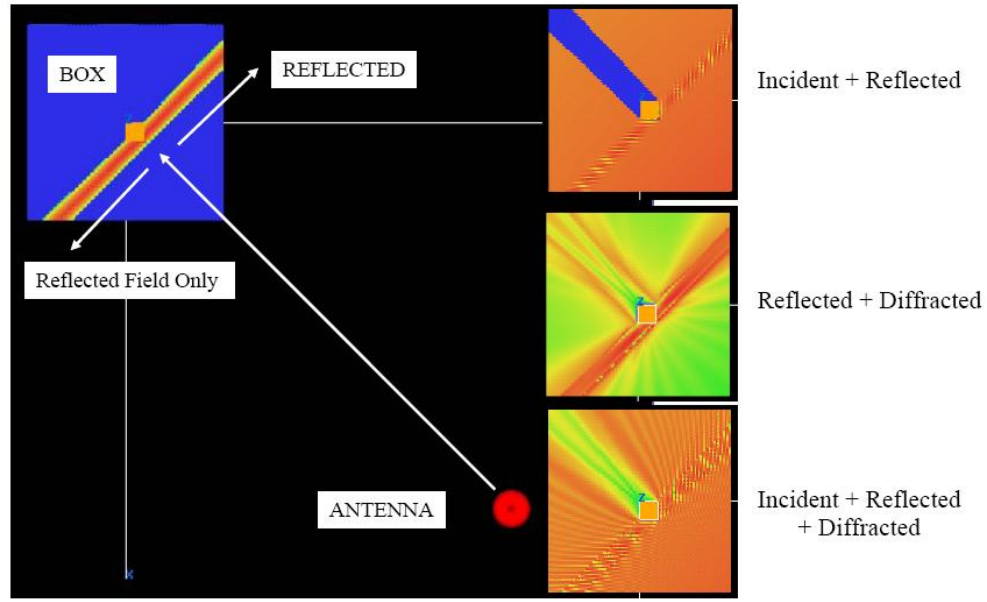 BOX
REFLECTED
Reflected Field Only
ANTENNA
X
Incident + Reflected
Z
Reflected + Diffracted
Z
Incident + Reflected
+ Diffracted
Z